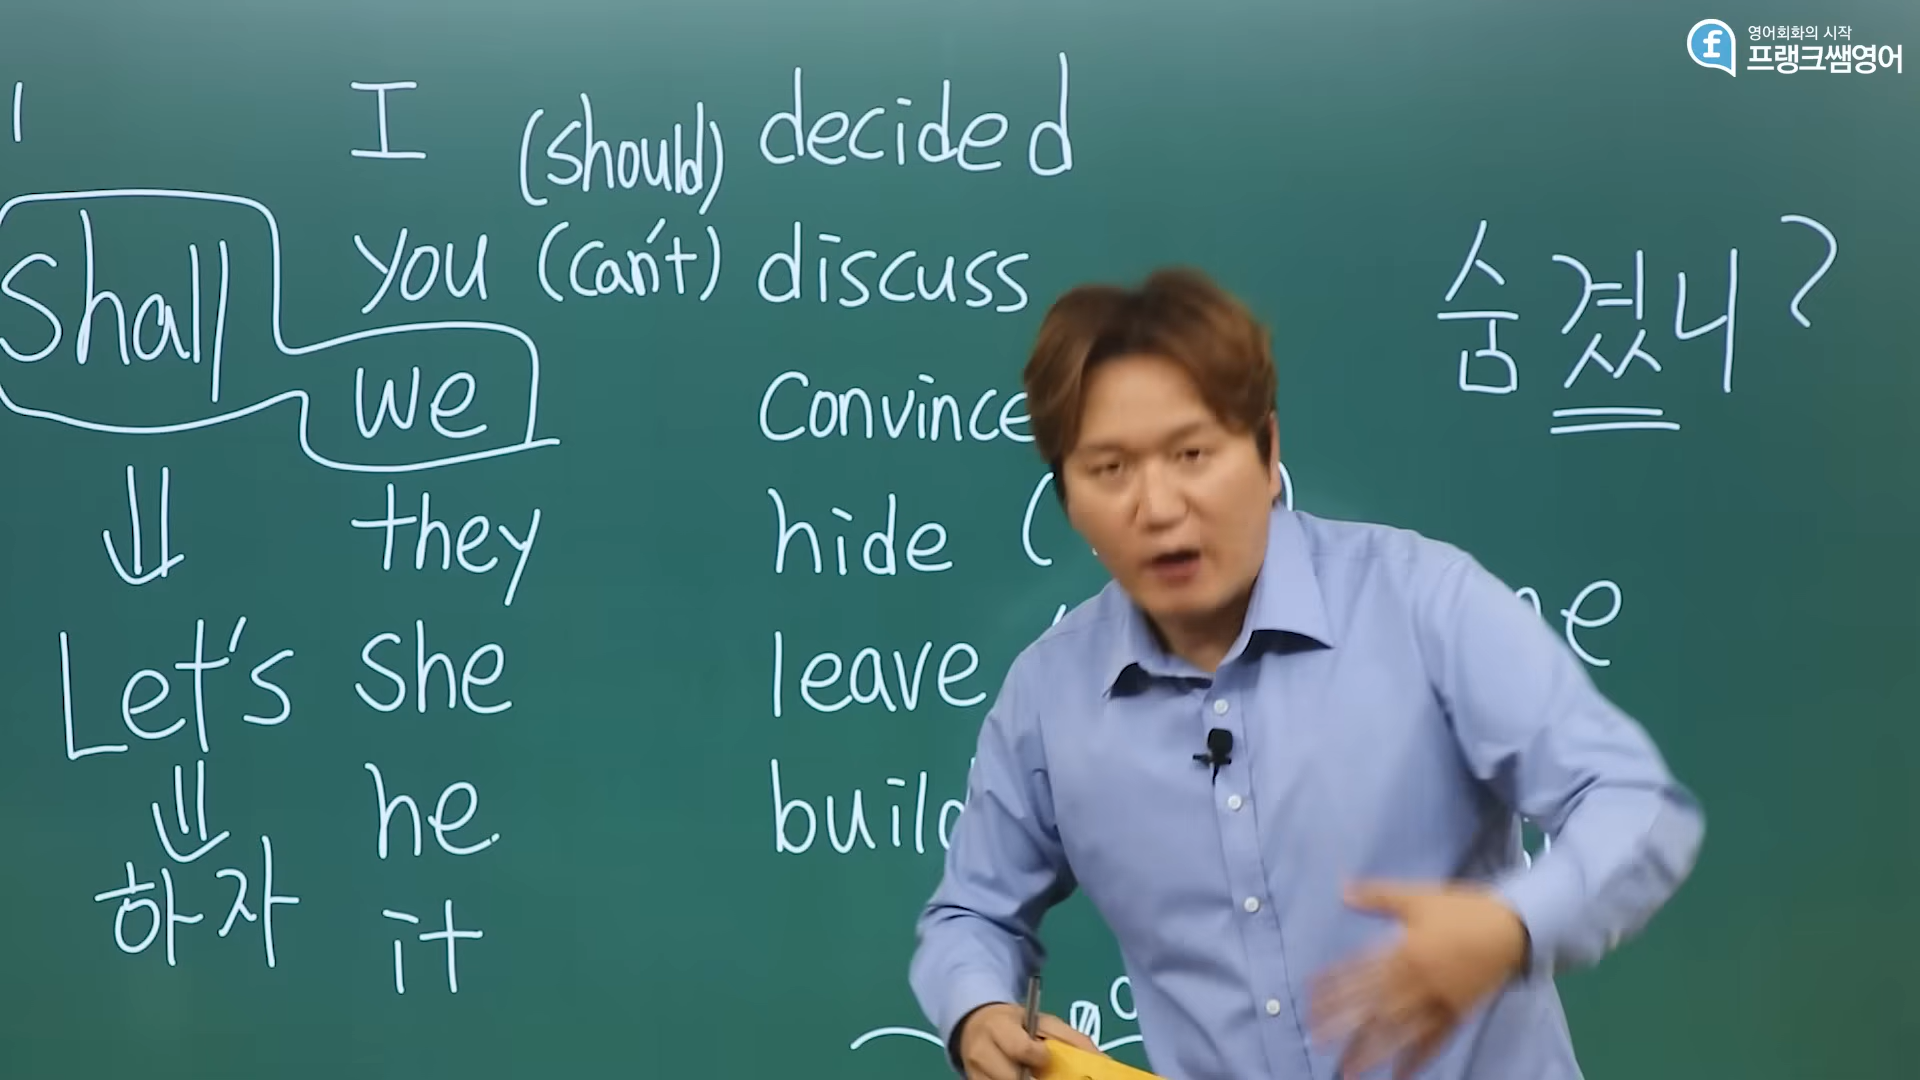 영어회화의 시작
프랭크쌤영어
I (should) decided
Shall you (can't) discuss
숨겼니?
we convince
they hide
Let's she leave
he build
하자 it